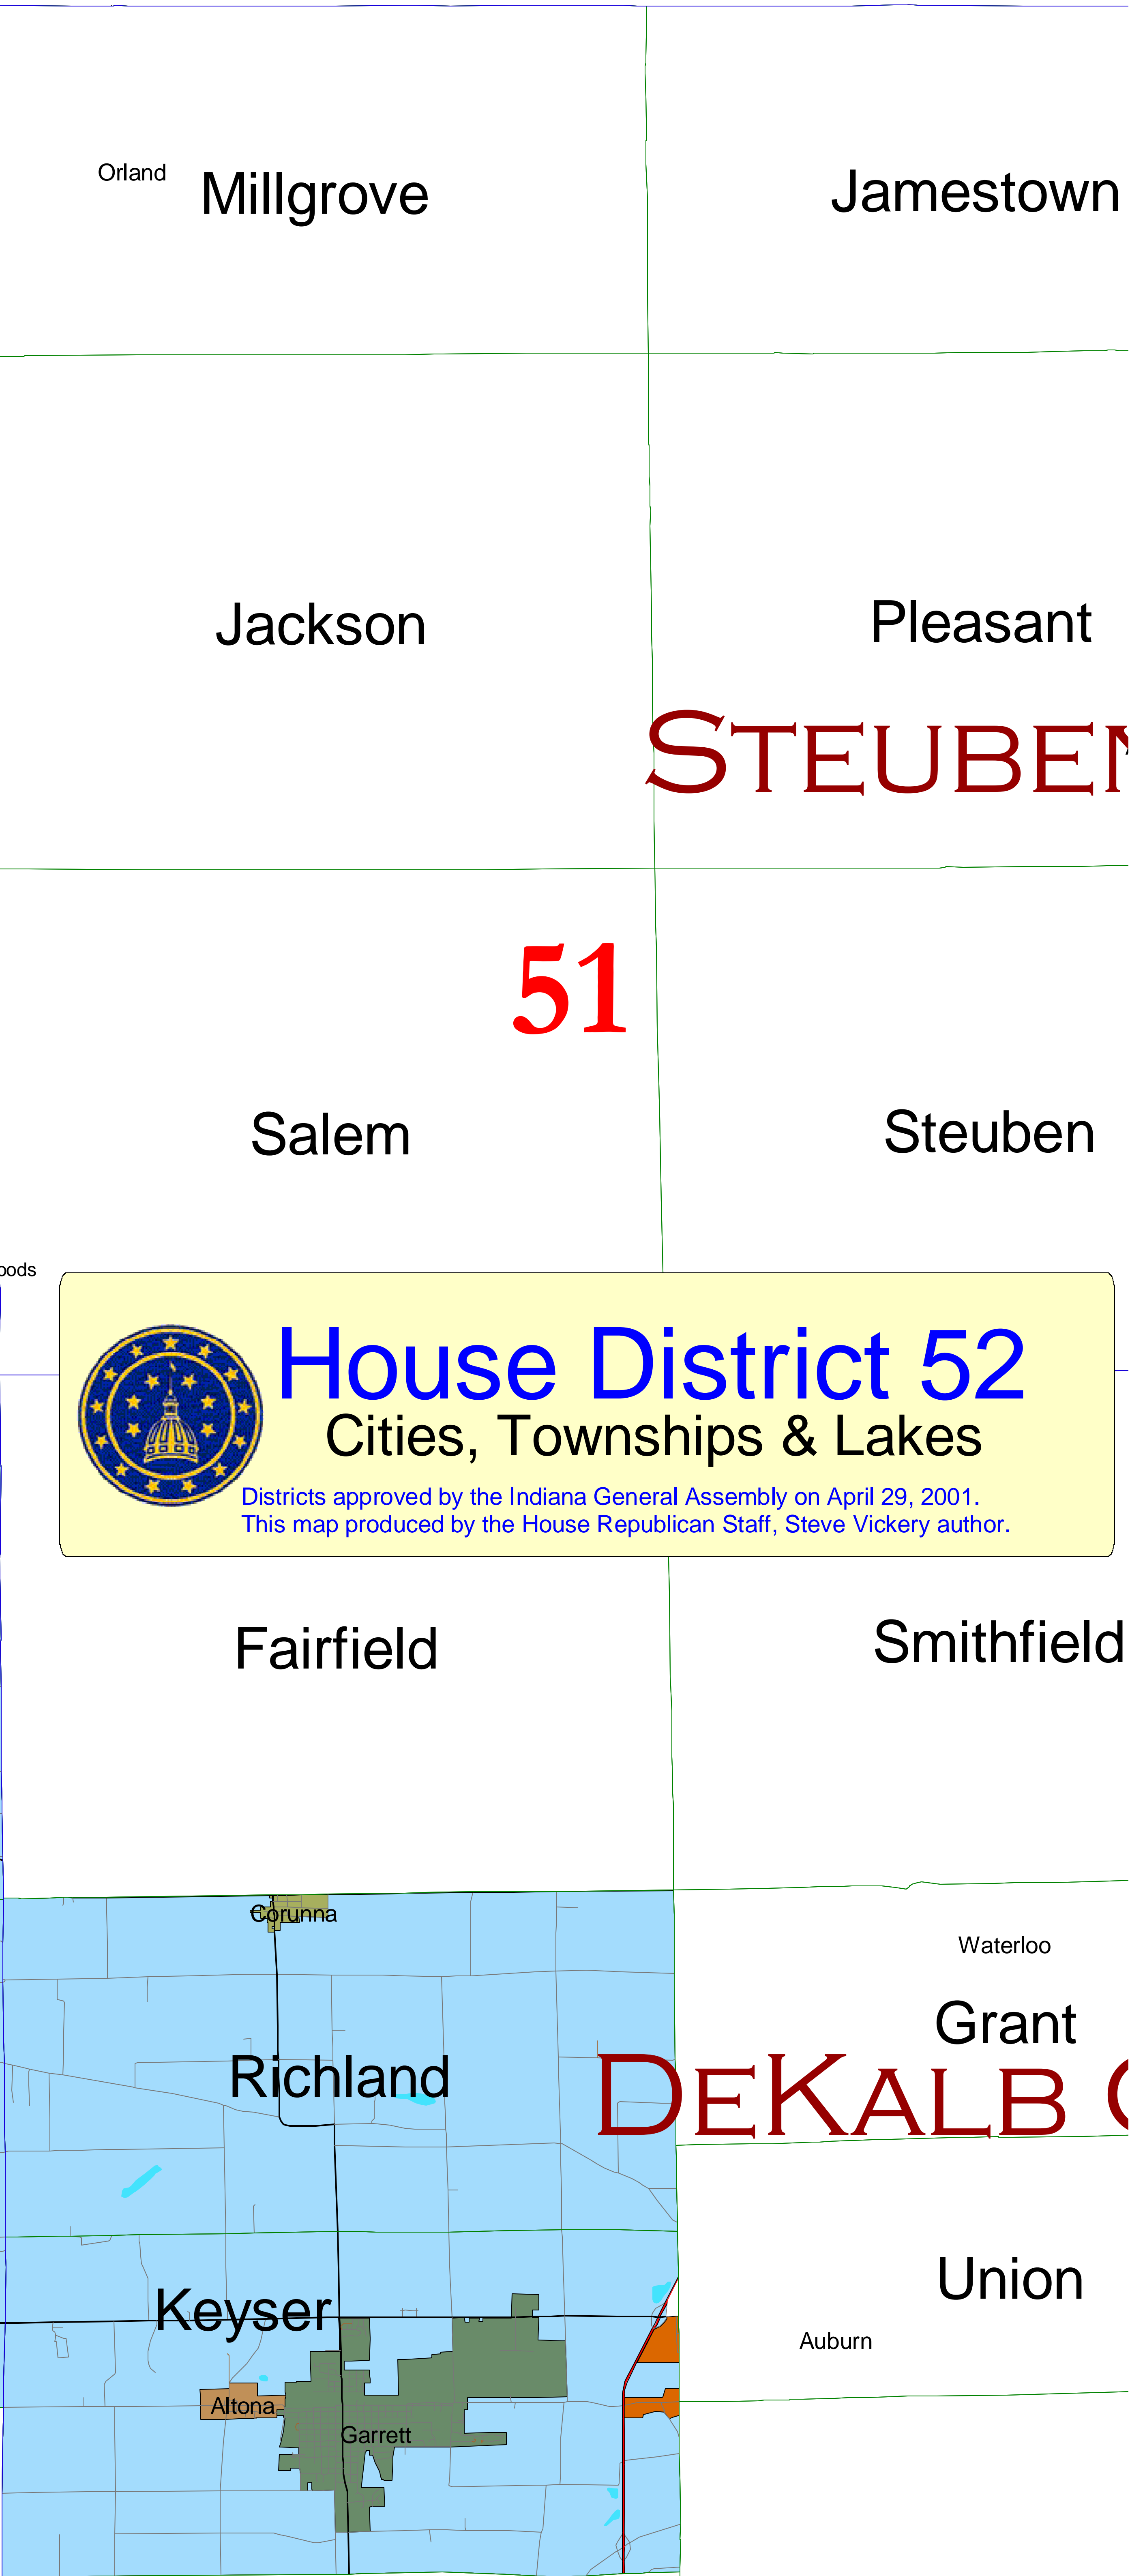 Orland
Millgrove
Jamestown
Jackson
Pleasant
STEUBEN
51
Salem
Steuben
oods
House District 52
Cities, Townships & Lakes
Districts approved by the Indiana General Assembly on April 29, 2001.
This map produced by the House Republican Staff, Steve Vickery author.
Fairfield
Smithfield
Corunna
Waterloo
Grant
Richland
DEKALB
Union
Keyser
Auburn
Altona
Garrett